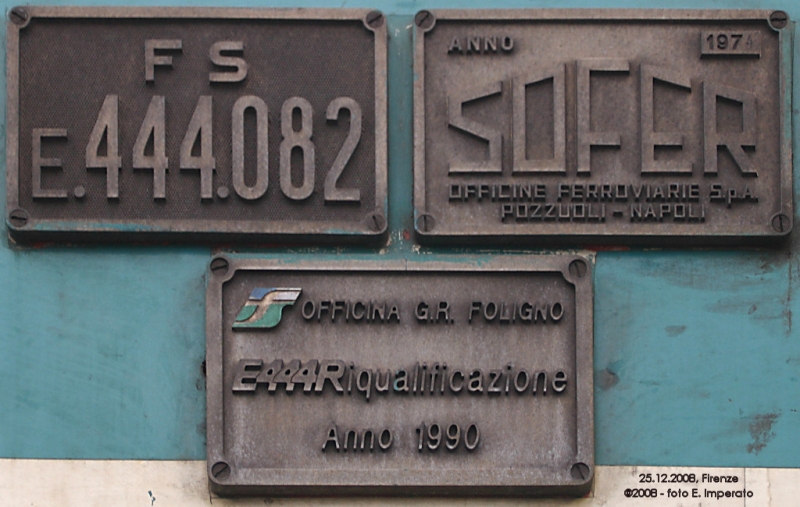 FS
E.444.082
ANNO 1974
SOFER
OFFICINE FERROVIARIE S.p.A.
POZZUOLI - NAPOLI
OFFICINA G.R. FOLIGNO
E444Riqualificazione
Anno 1990
25.12.2008, Firenze
©2008 - foto E. Imperato